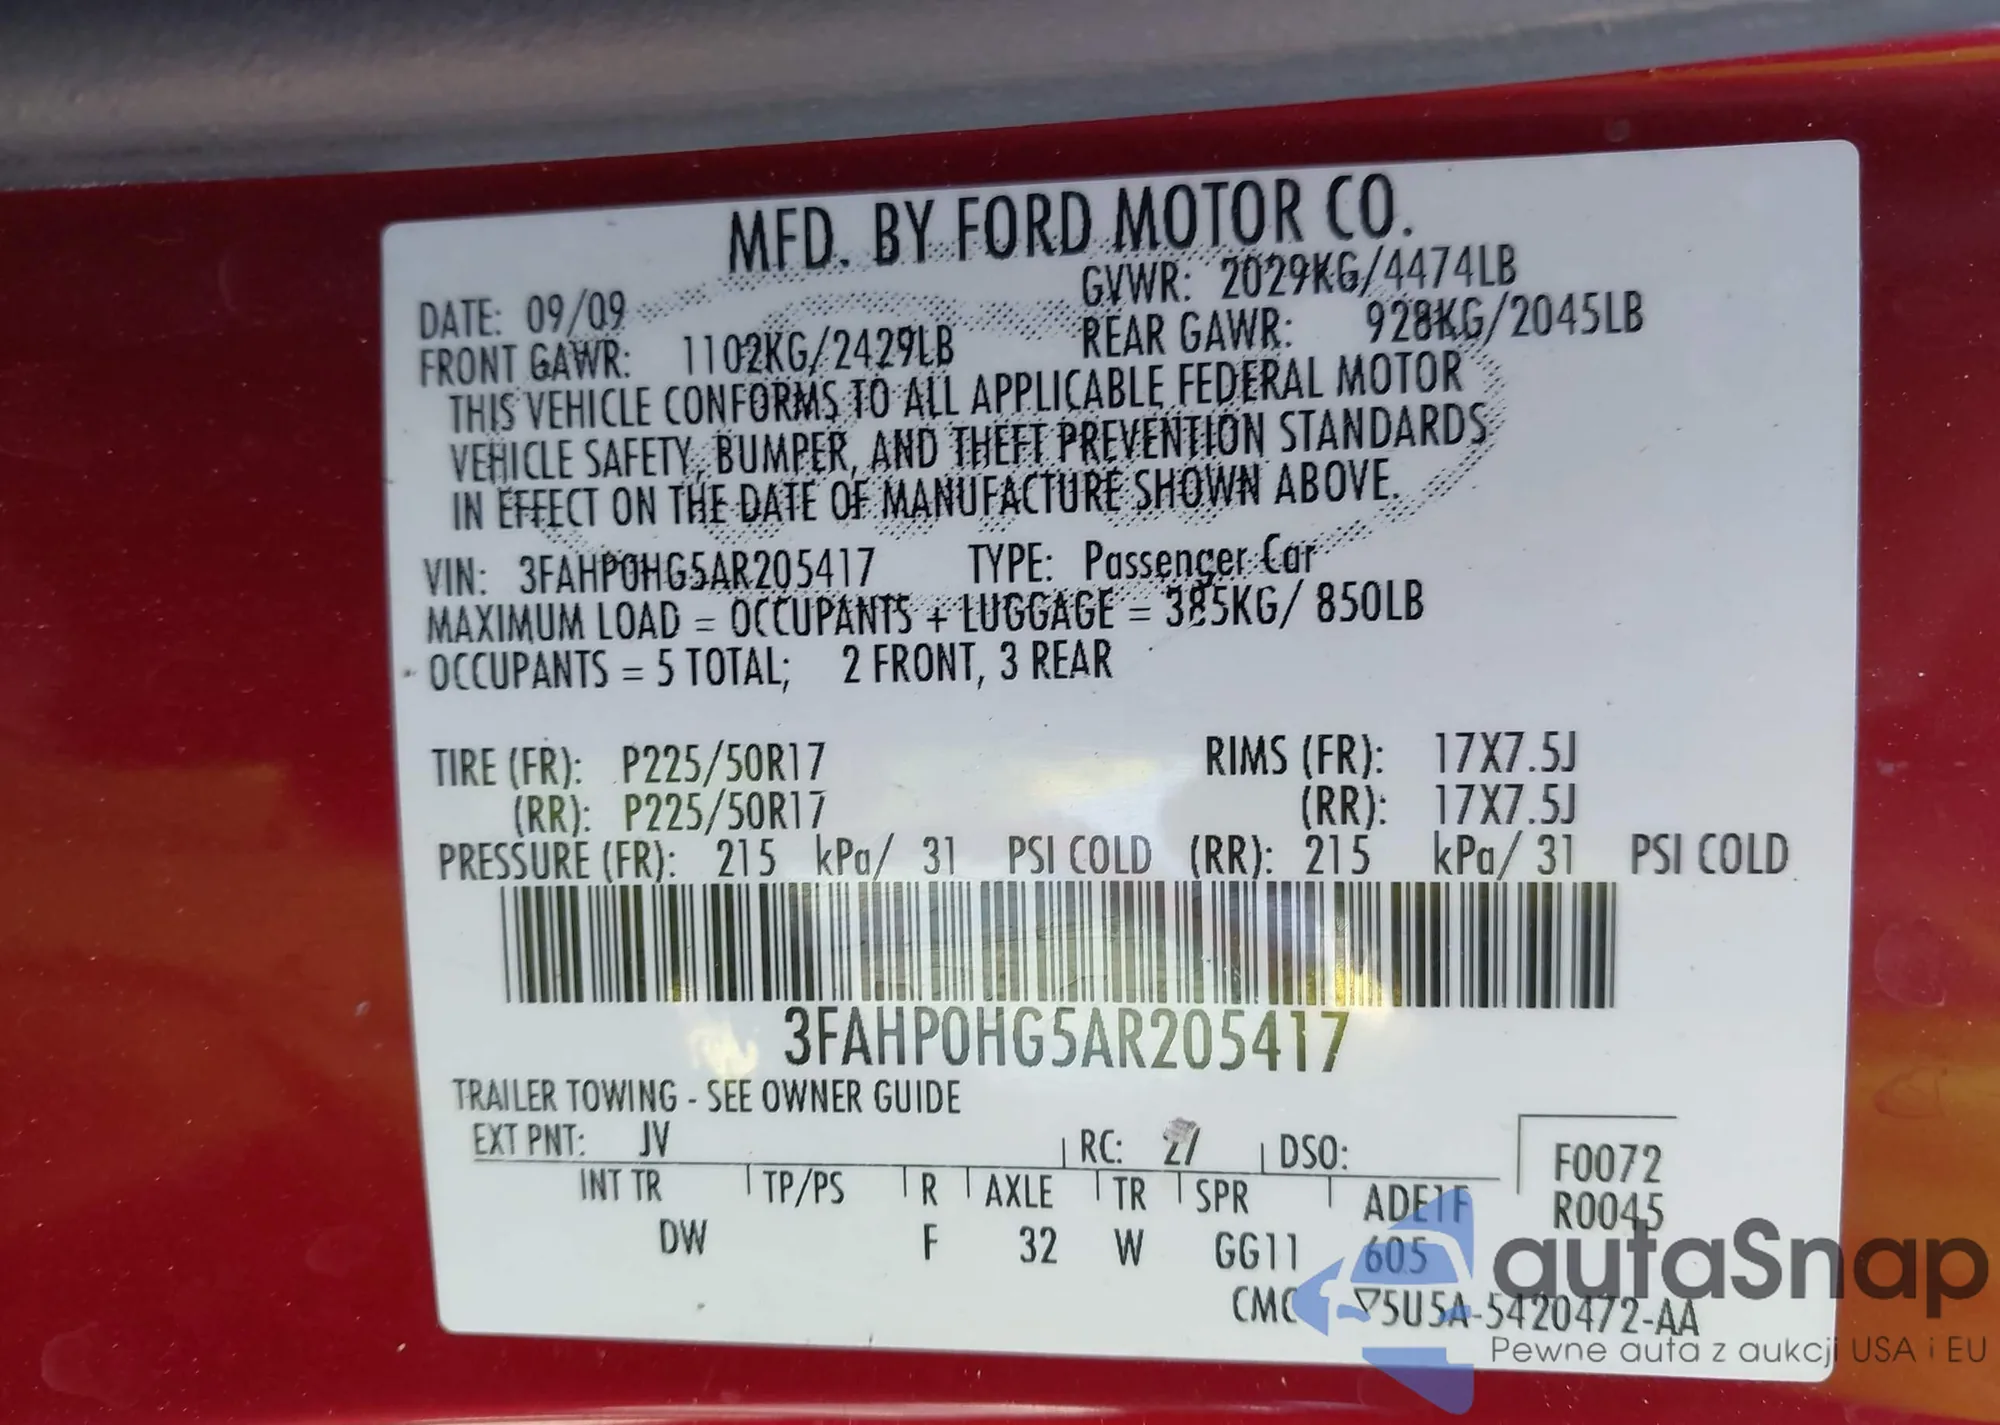 MFD. BY FORD MOTOR CO.
DATE: 09/09 GVWR: 2029KG/4474LB
FRONT GAWR: 1102KG/2429LB REAR GAWR: 928KG/2045LB
THIS VEHICLE CONFORMS TO ALL APPLICABLE FEDERAL MOTOR
VEHICLE SAFETY, BUMPER, AND THEFT PREVENTION STANDARDS
IN EFFECT ON THE DATE OF MANUFACTURE SHOWN ABOVE.
VIN: 3FAHP0HG5AR205417 TYPE: Passenger Car
MAXIMUM LOAD = OCCUPANTS + LUGGAGE = 385KG/ 850LB
OCCUPANTS = 5 TOTAL; 2 FRONT, 3 REAR
TIRE (FR): P225/50R17 RIMS (FR): 17X7.5J
(RR): P225/50R17 (RR): 17X7.5J
PRESSURE (FR): 215 kPa/ 31 PSI COLD (RR): 215 kPa/ 31 PSI COLD
3FAHP0HG5AR205417
TRAILER TOWING - SEE OWNER GUIDE
EXT PNT: JV RC: DSO: F0072
INT TR TP/PS R AXLE TR SPR ADE1F R0045
DW F 32 W GG11 605
CMC 5U5A-5420472-AA
autaSnap
Pewne auta z aukcji USA i EU